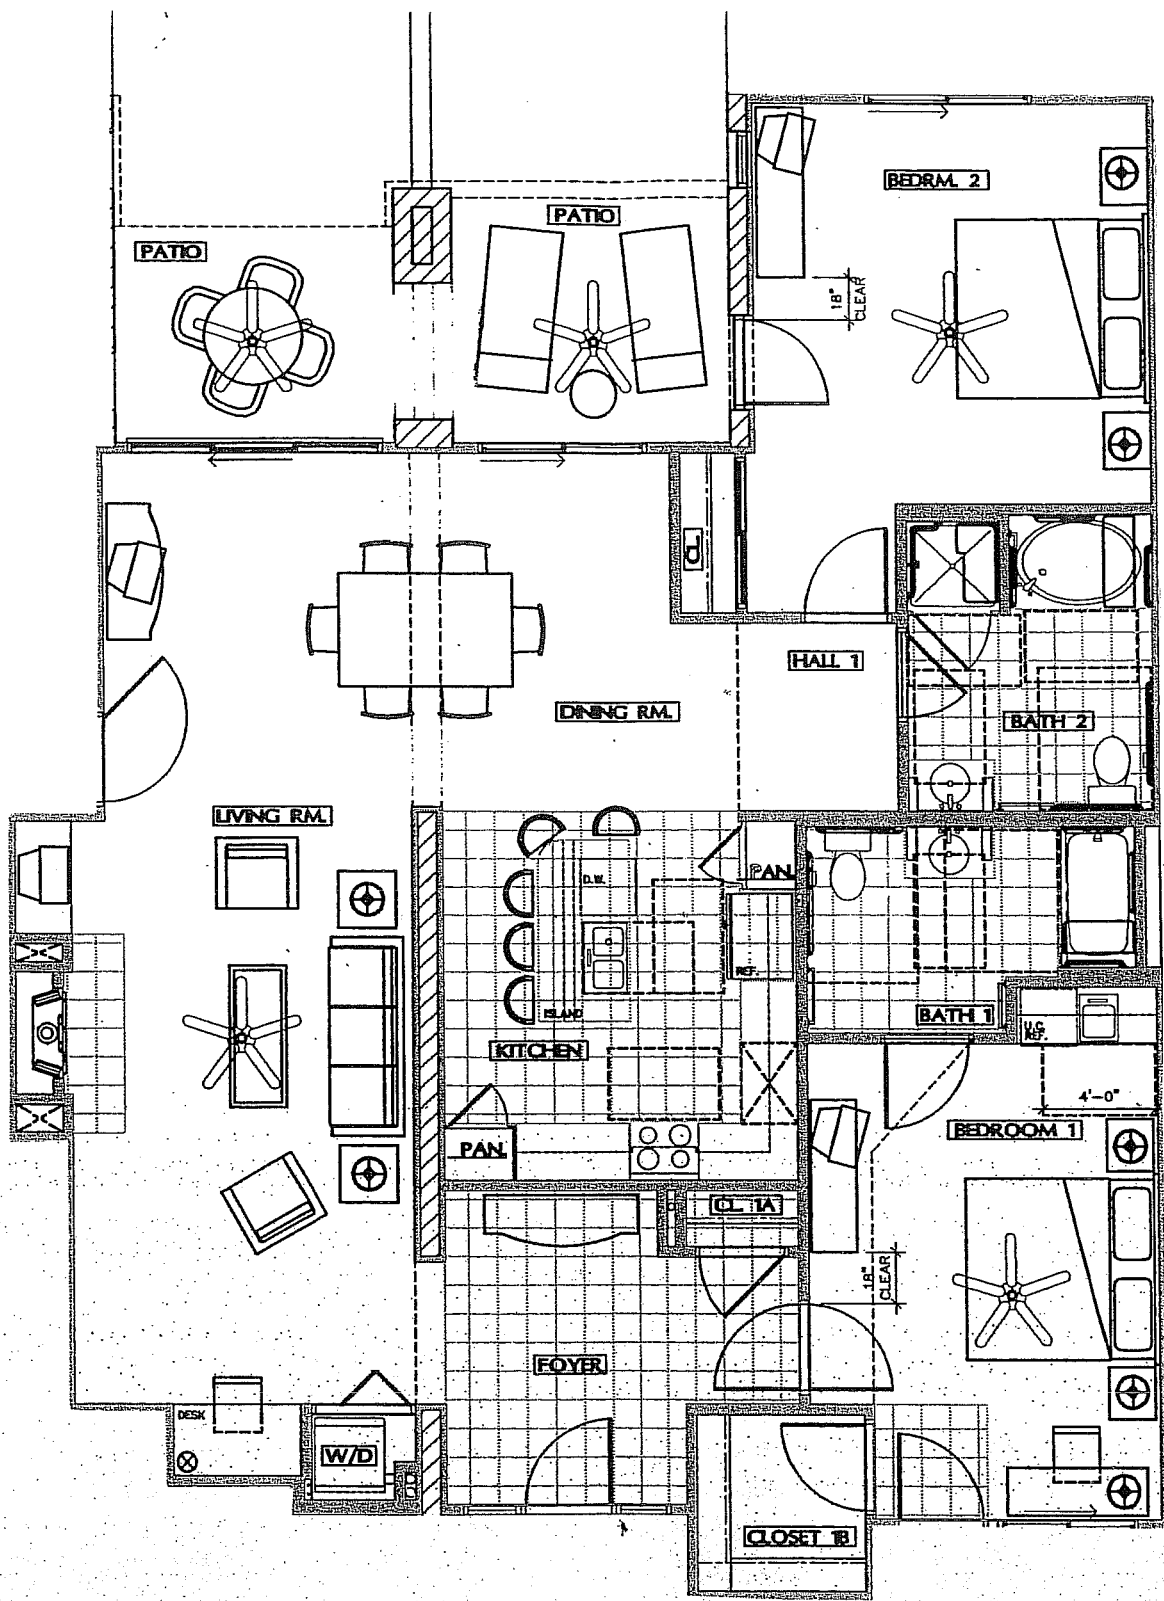 BEDRM. 2
PATIO
PATIO
18"
CLEAR
CL.
HALL 1
DINING RM.
BATH 2
LIVING RM.
PAN.
D.W.
REF.
ISLAND
BATH 1
U.C.
REF.
KITCHEN
4'-0"
BEDROOM 1
PAN.
CL. 1A
18"
CLEAR
FOYER
DESK
W/D
CLOSET 1B